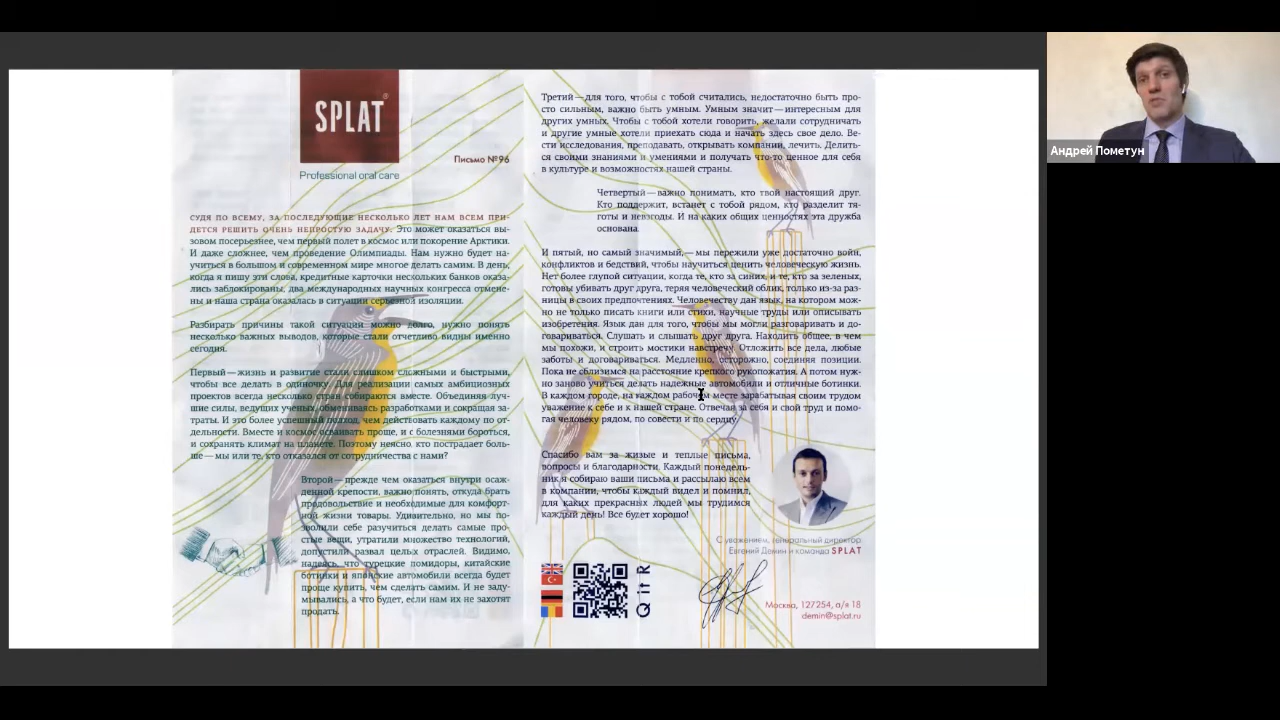 SPLAT®
Professional oral care
Письмо №96
СУДЯ ПО ВСЕМУ, ЗА ПОСЛЕДУЮЩИЕ НЕСКОЛЬКО ЛЕТ НАМ ВСЕМ ПРИ-
ДЕТСЯ РЕШИТЬ ОЧЕНЬ НЕПРОСТУЮ ЗАДАЧУ. Это может оказаться вы-
зовом посерьезнее, чем первый полет в космос или покорение Арктики.
И даже сложнее, чем проведение Олимпиады. Нам нужно будет на-
учиться в большом и современном мире многое делать самим. В день,
когда я пишу эти слова, кредитные карточки нескольких банков оказа-
лись заблокированы, два международных научных конгресса отмене-
ны и наша страна оказалась в ситуации серьезной изоляции.
Разбирать причины такой ситуации можно долго, нужно понять
несколько важных выводов, которые стали отчетливо видны именно
сегодня.
Первый — жизнь и развитие стали слишком сложными и быстрыми,
чтобы все делать в одиночку. Для реализации самых амбициозных
проектов всегда несколько стран собираются вместе. Объединяя луч-
шие силы, ведущих ученых, обмениваясь разработками и сокращая за-
траты. И это более успешный подход, чем действовать каждому по от-
дельности. Вместе и космос осваивать проще, и с болезнями бороться,
и сохранять климат на планете. Поэтому неясно, кто пострадает боль-
ше — мы или те, кто отказался от сотрудничества с нами?
Второй — прежде чем оказаться внутри осаж-
денной крепости, важно понять, откуда брать
продовольствие и необходимые для комфорт-
ной жизни товары. Удивительно, но мы по-
зволили себе разучиться делать самые про-
стые вещи, утратили множество технологий,
допустили развал целых отраслей. Видимо,
надеясь, что турецкие помидоры, китайские
ботинки и японские автомобили всегда будет
проще купить, чем сделать самим. И не заду-
мывались, а что будет, если нам их не захотят
продать.
Третий — для того, чтобы с тобой считались, недостаточно быть про-
сто сильным, важно быть умным. Умным значит — интересным для
других умных. Чтобы с тобой хотели говорить, желали сотрудничать
и другие умные хотели приехать сюда и начать здесь свое дело. Ве-
сти исследования, преподавать, открывать компании, лечить. Делить-
ся своими знаниями и умениями и получать что-то ценное для себя
в культуре и возможностях нашей страны.
Четвертый — важно понимать, кто твой настоящий друг.
Кто поддержит, встанет с тобой рядом, кто разделит тя-
готы и невзгоды. И на каких общих ценностях эта дружба
основана.
И пятый, но самый значимый, — мы пережили уже достаточно войн,
конфликтов и бедствий, чтобы научиться ценить человеческую жизнь.
Нет более глупой ситуации, когда те, кто за синих, и те, кто за зеленых,
готовы убивать друг друга, теряя человеческий облик, только из-за раз-
ницы в своих предпочтениях. Человечеству дан язык, на котором мож-
но не только писать книги или стихи, научные труды или описывать
изобретения. Язык дан для того, чтобы мы могли разговаривать и до-
говариваться. Слушать и слышать друг друга. Находить общее, в чем
мы похожи, и строить мостики навстречу. Отложить все дела, любые
заботы и договариваться. Медленно, осторожно, соединяя позиции.
Пока не сблизимся на расстояние крепкого рукопожатия. А потом нуж-
но заново учиться делать надежные автомобили и отличные ботинки.
В каждом городе, на каждом рабочем месте зарабатывая своим трудом
уважение к себе и к нашей стране. Отвечая за себя и свой труд и помо-
гая человеку рядом, по совести и по сердцу.
Спасибо вам за живые и теплые письма,
вопросы и благодарности. Каждый понедель-
ник я собираю ваши письма и рассылаю всем
в компании, чтобы каждый видел и помнил,
для каких прекрасных людей мы трудимся
каждый день! Все будет хорошо!
С уважением, генеральный директор
Евгений Демин и команда SPLAT
Q it R
Москва, 127254, а/я 18
demin@splat.ru
Андрей Пометун